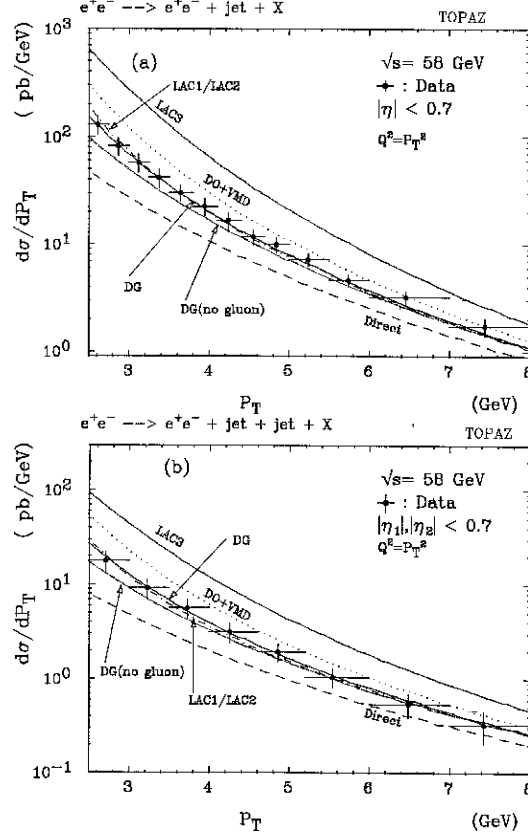 e⁺e⁻ --> e⁺e⁻ + jet + X
TOPAZ
dσ/dP_T ( pb/GeV)
10³
10²
10¹
10⁰
(a)
√s= 58 GeV
: Data
|η| < 0.7
Q²=P_T²
LAC1/LAC2
LAC3
DO+VMD
DG
DG(no gluon)
Direct
3 4 5 6 7 8
P_T (GeV)
e⁺e⁻ --> e⁺e⁻ + jet + jet + X
TOPAZ
dσ/dP_T ( pb/GeV)
10²
10¹
10⁰
10⁻¹
(b)
√s= 58 GeV
: Data
|η₁|,|η₂| < 0.7
Q²=P_T²
LAC3
DG
DO+VMD
DG(no gluon)
LAC1/LAC2
Direct
3 4 5 6 7 8
P_T (GeV)